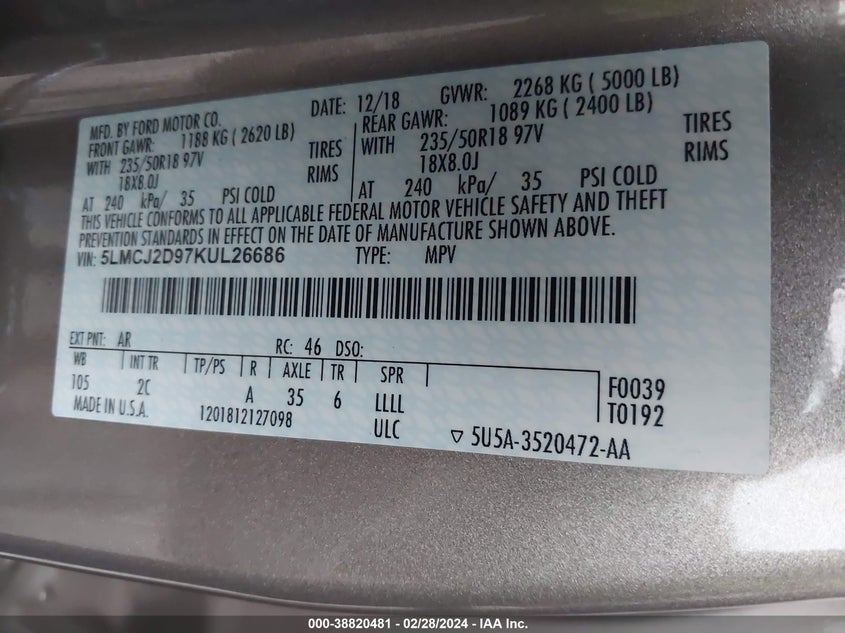 MFD. BY FORD MOTOR CO. DATE: 12/18 GVWR: 2268 KG ( 5000 LB)
FRONT GAWR: 1188 KG ( 2620 LB) REAR GAWR: 1089 KG ( 2400 LB)
WITH 235/50R18 97V TIRES WITH 235/50R18 97V TIRES
18X8.0J RIMS 18X8.0J RIMS
AT 240 kPa/ 35 PSI COLD AT 240 kPa/ 35 PSI COLD
THIS VEHICLE CONFORMS TO ALL APPLICABLE FEDERAL MOTOR VEHICLE SAFETY AND THEFT
PREVENTION STANDARDS IN EFFECT ON THE DATE OF MANUFACTURE SHOWN ABOVE.
VIN: 5LMCJ2D97KUL26686 TYPE: MPV
EXT PNT: AR RC: 46 DSO:
WB INT TR TP/PS R AXLE TR SPR
105 2C A 35 6 LLLL F0039
MADE IN U.S.A. 1201812127098 ULC T0192
▽ 5U5A-3520472-AA
000-38820481 - 02/28/2024 - IAA Inc.